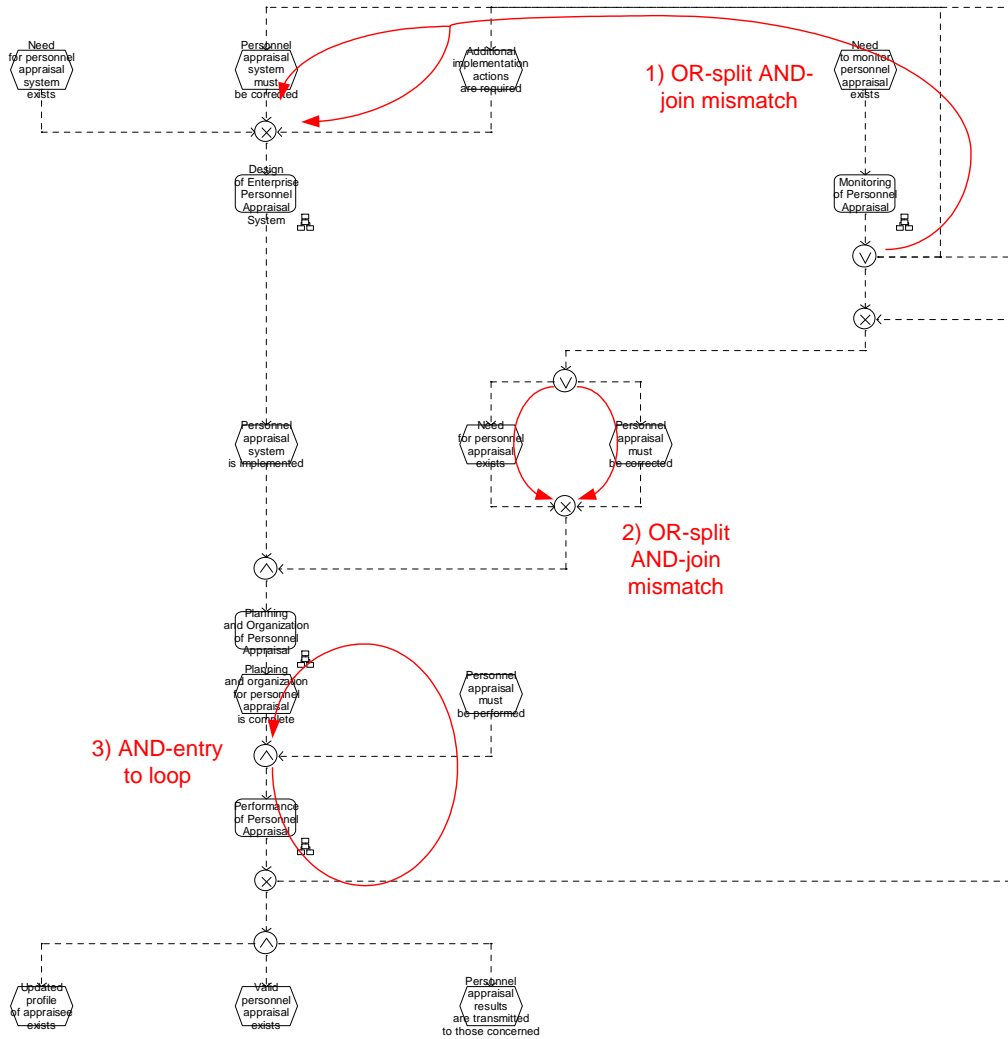 Need
for personnel
appraisal
system
exists
Personnel
appraisal
system
must
be corrected
Additional
implementation
actions
are required
Need
to monitor
personnel
appraisal
exists
1) OR-split AND-
join mismatch
Design
of Enterprise
Personnel
Appraisal
System
Monitoring
of Personnel
Appraisal
Personnel
appraisal
system
is implemented
Need
for personnel
appraisal
exists
Personnel
appraisal
must
be corrected
2) OR-split
AND-join
mismatch
Planning
and Organization
of Personnel
Appraisal
Planning
and organization
for personnel
appraisal
is complete
Personnel
appraisal
must
be performed
3) AND-entry
to loop
Performance
of Personnel
Appraisal
Updated
profile
of appraisee
exists
Valid
personnel
appraisal
exists
Personnel
appraisal
results
are transmitted
to those concerned